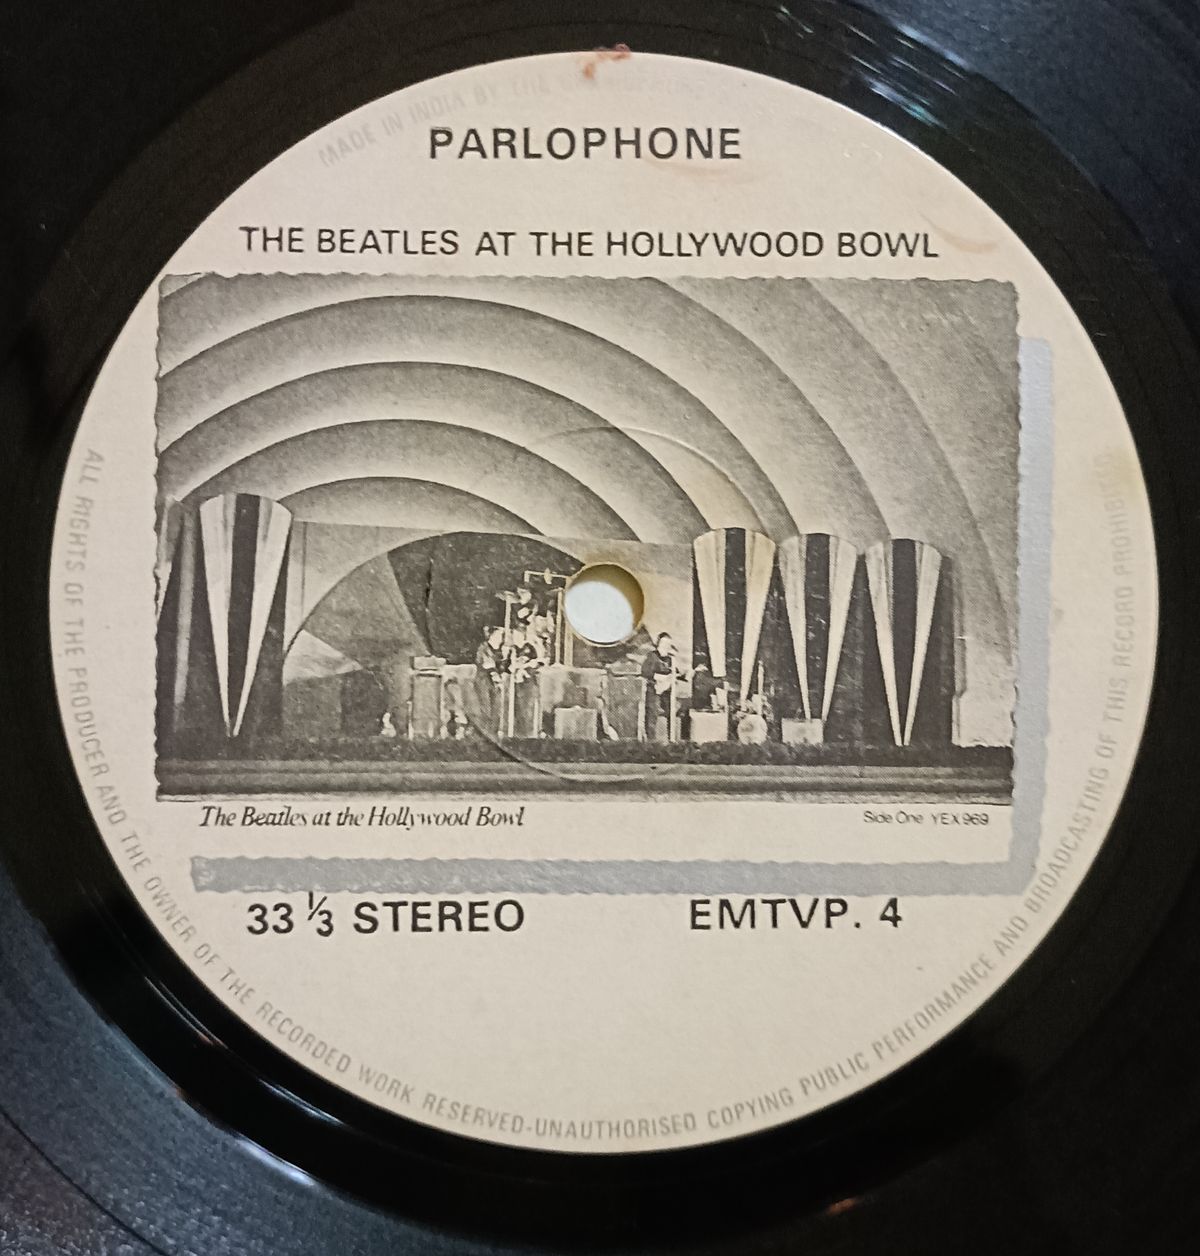 MADE IN INDIA BY THE
PARLOPHONE
THE BEATLES AT THE HOLLYWOOD BOWL
The Beatles at the Hollywood Bowl
Side One YEX 969
33 ⅓ STEREO
EMTVP. 4
ALL RIGHTS OF THE PRODUCER AND THE OWNER OF THE RECORDED WORK RESERVED-UNAUTHORISED COPYING PUBLIC PERFORMANCE AND BROADCASTING OF THIS RECORD PROHIBITED